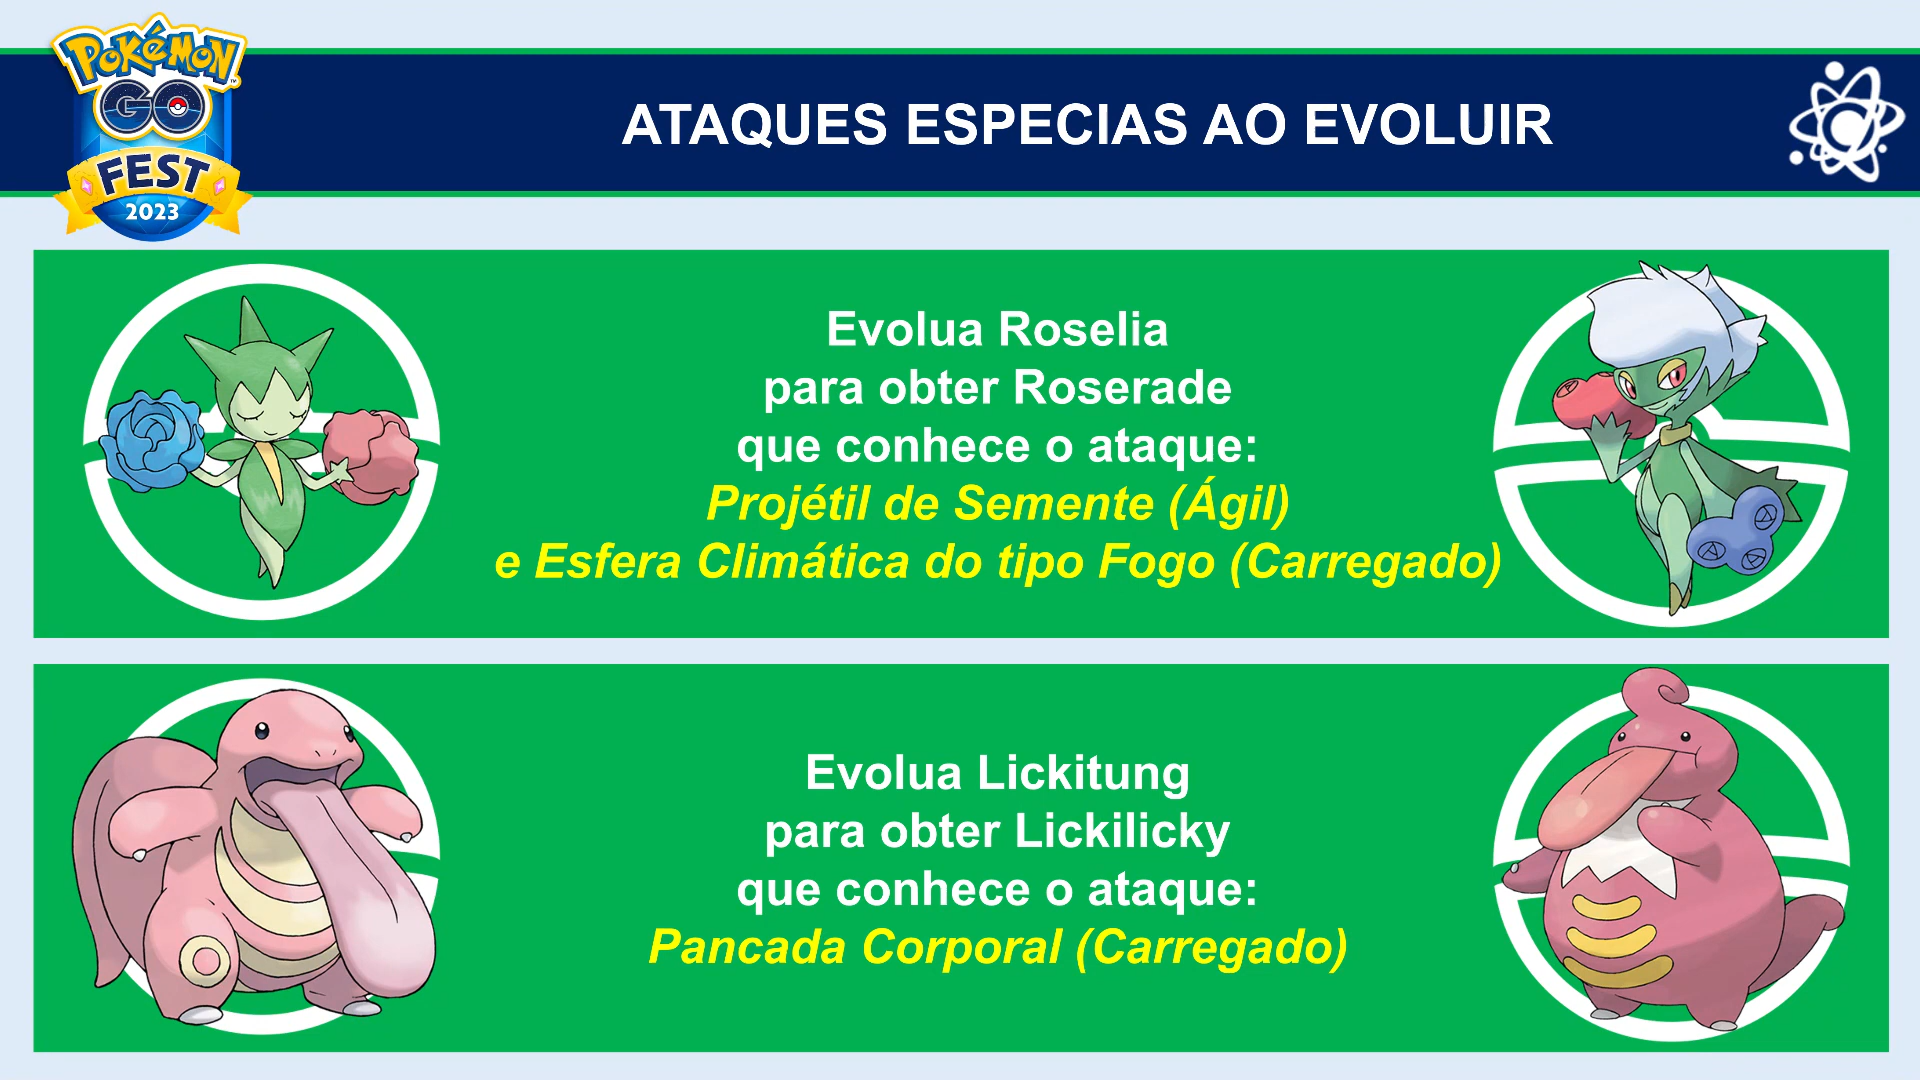 POKÉMON
GO
FEST
2023
ATAQUES ESPECIAS AO EVOLUIR
Evolua Roselia
para obter Roserade
que conhece o ataque:
Projétil de Semente (Ágil)
e Esfera Climática do tipo Fogo (Carregado)
Evolua Lickitung
para obter Lickilicky
que conhece o ataque:
Pancada Corporal (Carregado)